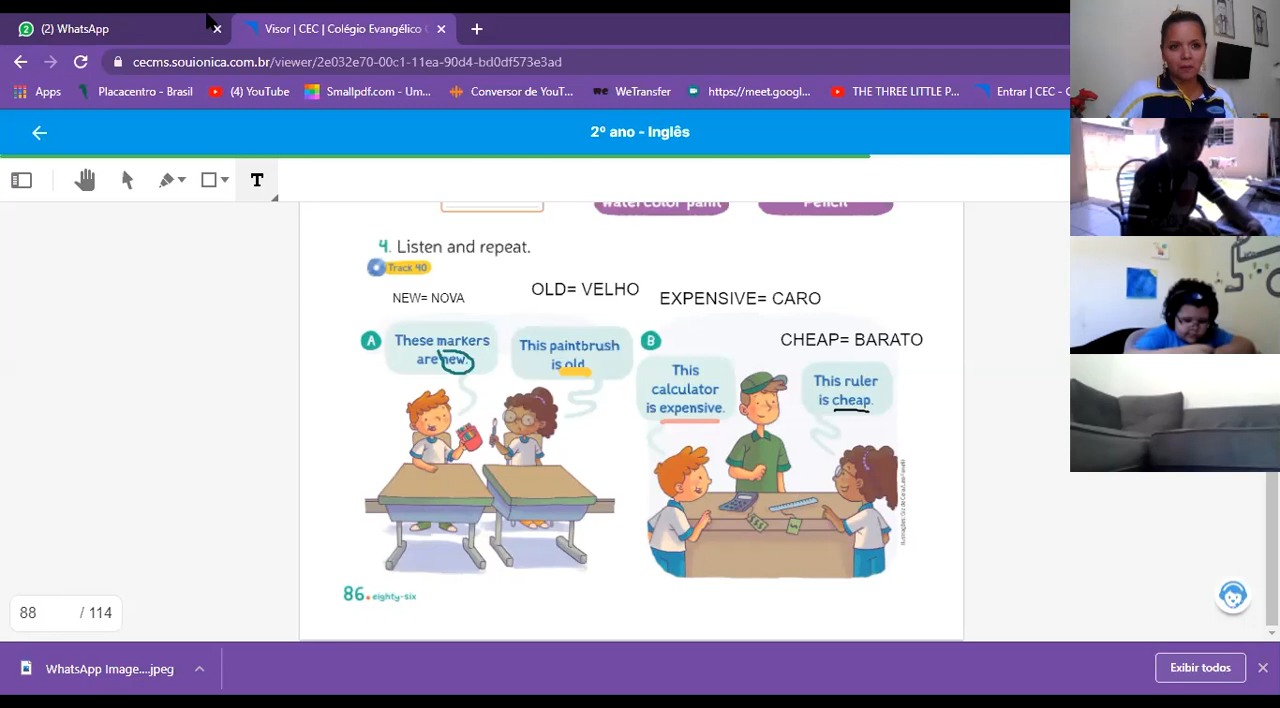 (2) WhatsApp
Visor | CEC | Colégio Evangélico
cecms.souionica.com.br/viewer/2e032e70-00c1-11ea-90d4-bd0df573e3ad
Apps
Placacentro - Brasil
(4) YouTube
Smallpdf.com - Um...
Conversor de YouT...
WeTransfer
https://meet.googl...
THE THREE LITTLE P...
Entrar | CEC -
2º ano - Inglês
T
Watercolor paint
Pencil
4. Listen and repeat.
Track 40
NEW= NOVA
OLD= VELHO
EXPENSIVE= CARO
CHEAP= BARATO
A
These markers
are new.
This paintbrush
is old.
B
This
calculator
is expensive.
This ruler
is cheap.
$$$
$
86 eighty-six
88 / 114
WhatsApp Image....jpeg
Exibir todos